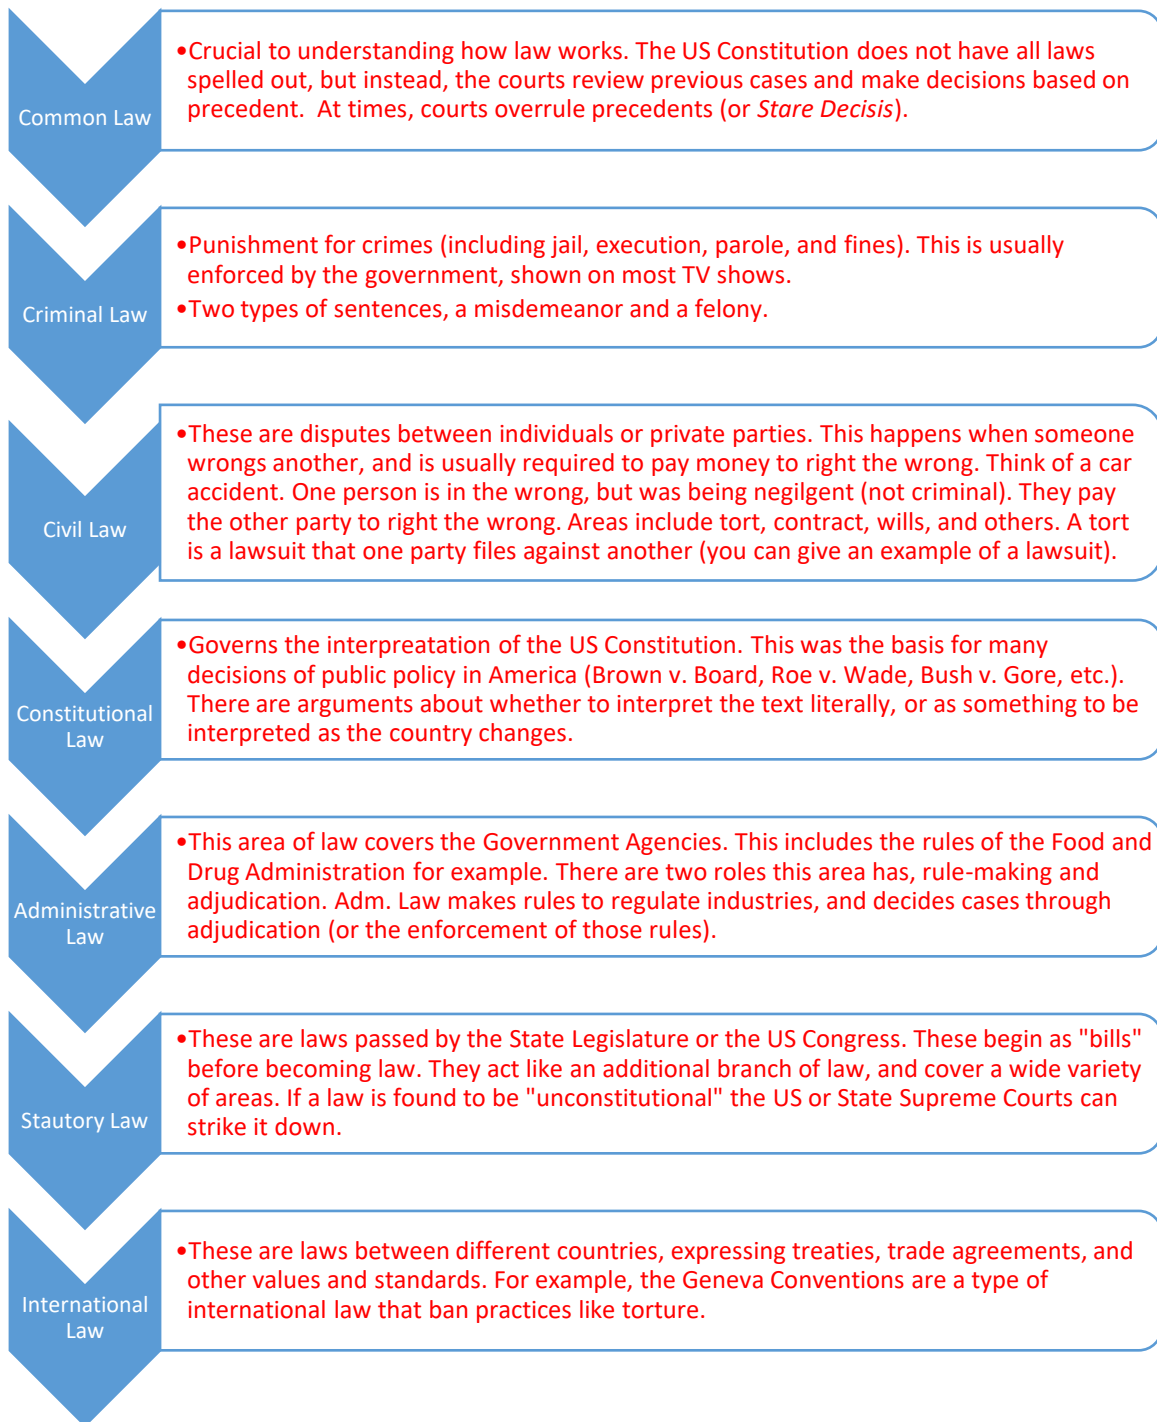 Common Law
•Crucial to understanding how law works. The US Constitution does not have all laws
spelled out, but instead, the courts review previous cases and make decisions based on
precedent.  At times, courts overrule precedents (or Stare Decisis).
Criminal Law
•Punishment for crimes (including jail, execution, parole, and fines). This is usually
enforced by the government, shown on most TV shows.
•Two types of sentences, a misdemeanor and a felony.
Civil Law
•These are disputes between individuals or private parties. This happens when someone
wrongs another, and is usually required to pay money to right the wrong. Think of a car
accident. One person is in the wrong, but was being negilgent (not criminal). They pay
the other party to right the wrong. Areas include tort, contract, wills, and others. A tort
is a lawsuit that one party files against another (you can give an example of a lawsuit).
Constitutional
Law
•Governs the interpreatation of the US Constitution. This was the basis for many
decisions of public policy in America (Brown v. Board, Roe v. Wade, Bush v. Gore, etc.).
There are arguments about whether to interpret the text literally, or as something to be
interpreted as the country changes.
Administrative
Law
•This area of law covers the Government Agencies. This includes the rules of the Food and
Drug Administration for example. There are two roles this area has, rule-making and
adjudication. Adm. Law makes rules to regulate industries, and decides cases through
adjudication (or the enforcement of those rules).
Stautory Law
•These are laws passed by the State Legislature or the US Congress. These begin as "bills"
before becoming law. They act like an additional branch of law, and cover a wide variety
of areas. If a law is found to be "unconstitutional" the US or State Supreme Courts can
strike it down.
International
Law
•These are laws between different countries, expressing treaties, trade agreements, and
other values and standards. For example, the Geneva Conventions are a type of
international law that ban practices like torture.